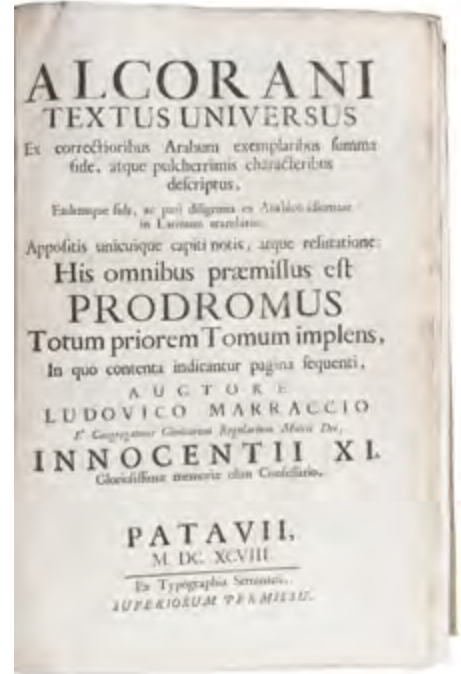 ALCORANI
TEXTUS UNIVERSUS
Ex correctioribus Arabum exemplaribus summa
fide, atque pulcherrimis characteribus
descriptus,
Eademque fide, ac pari diligentia ex Arabico idiomate
in Latinum translatus;
Appositis unicuique capiti notis, atque refutatione:
His omnibus præmissus est
PRODROMUS
Totum priorem Tomum implens,
In quo contenta indicantur pagina sequenti,
AUCTORE
LUDOVICO MARRACCIO
E' Congregatione Clericorum Regularium Matris Dei,
INNOCENTII XI.
Gloriosissimæ memoriæ olim Confessario.
PATAVII,
M. DC. XCVIII
Ex Typographia Seminarii.
SUPERIORUM PERMISSU.